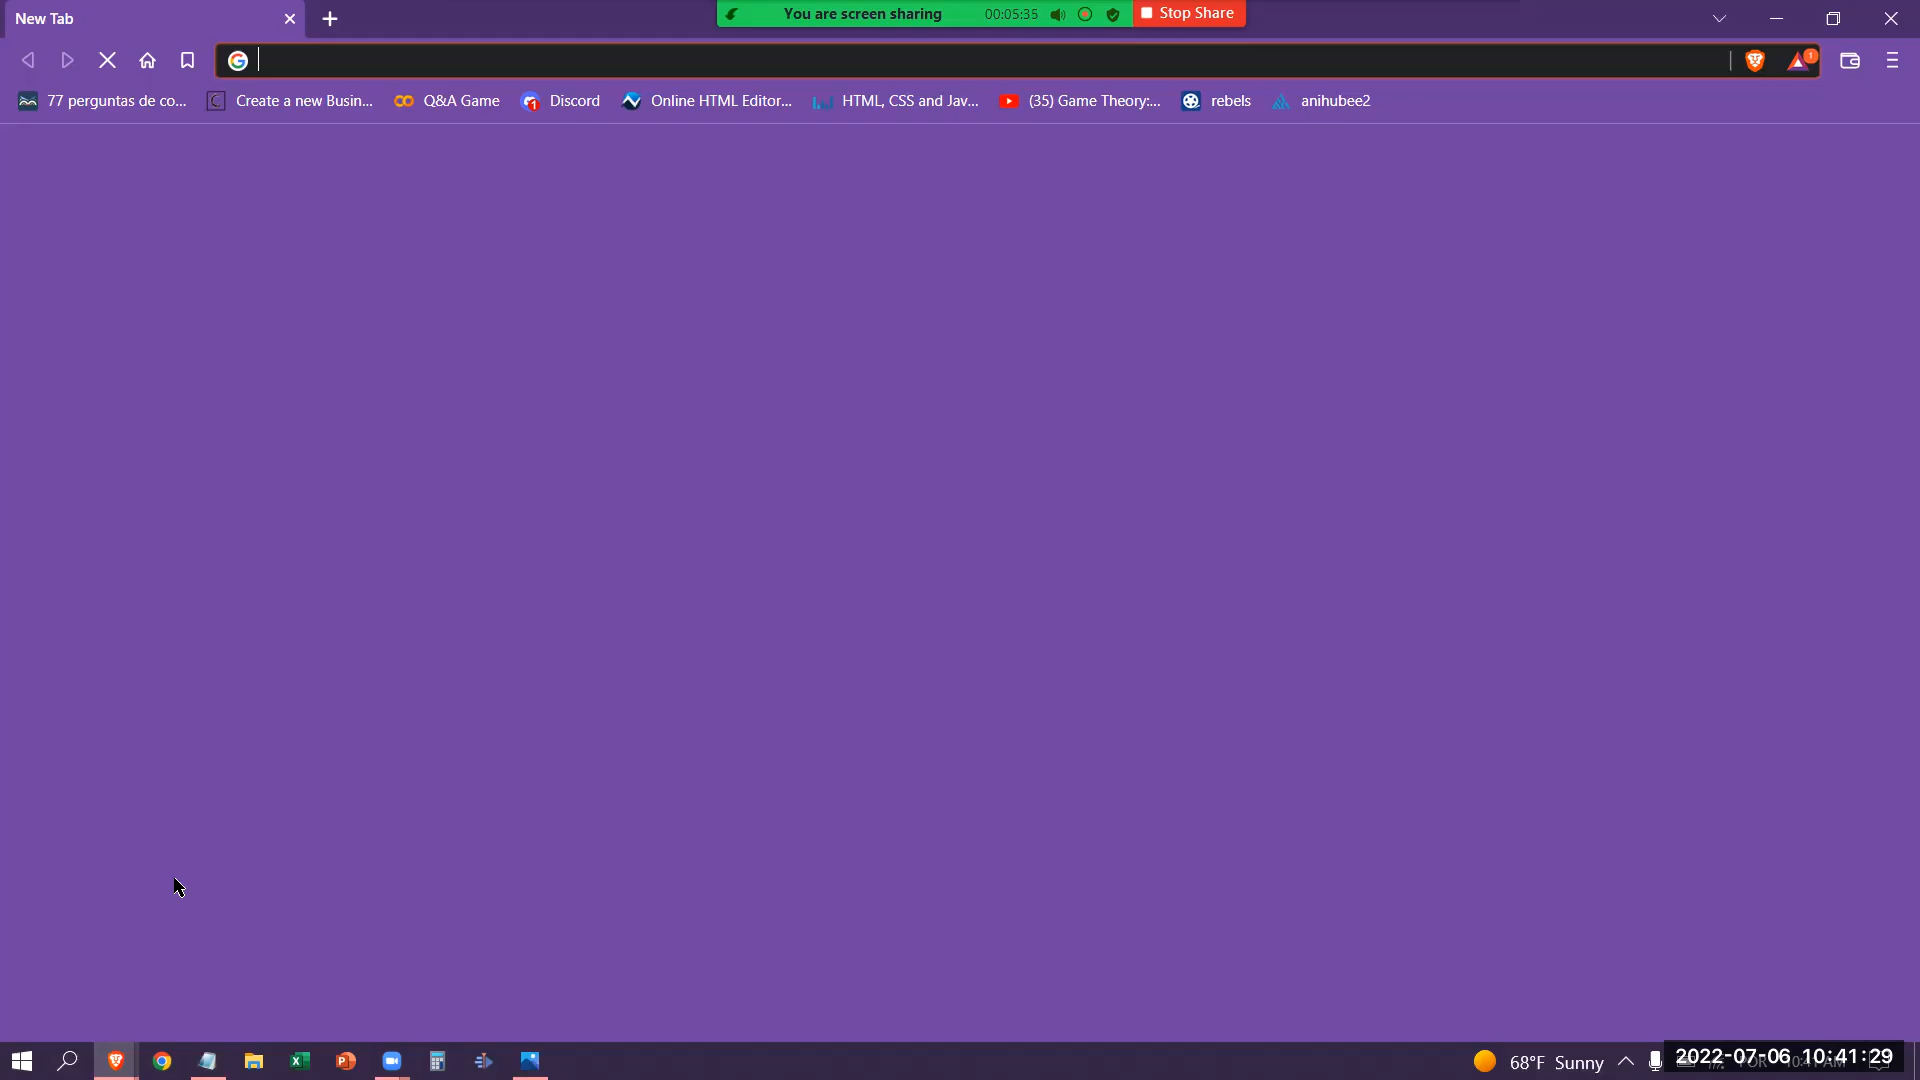 New Tab
You are screen sharing 00:05:35 Stop Share
1
77 perguntas de co... Create a new Busin... Q&A Game Discord Online HTML Editor... HTML, CSS and Jav... (35) Game Theory:... rebels anihubee2
68°F Sunny 2022-07-06 10:41:29